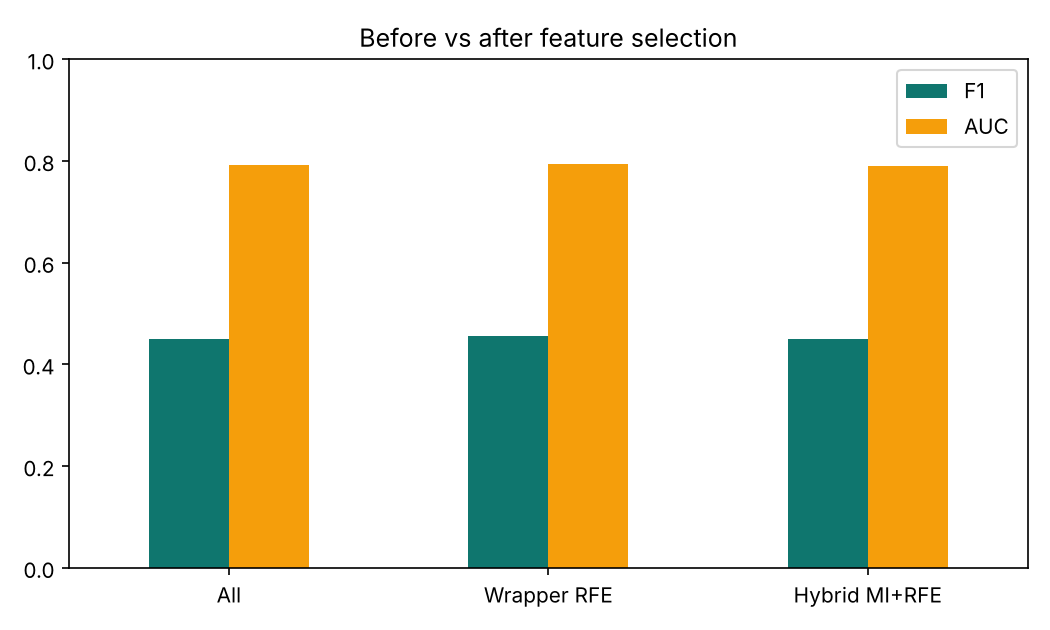 Before vs after feature selection
1.0
0.8
0.6
0.4
0.2
0.0
F1
AUC
All
Wrapper RFE
Hybrid MI+RFE